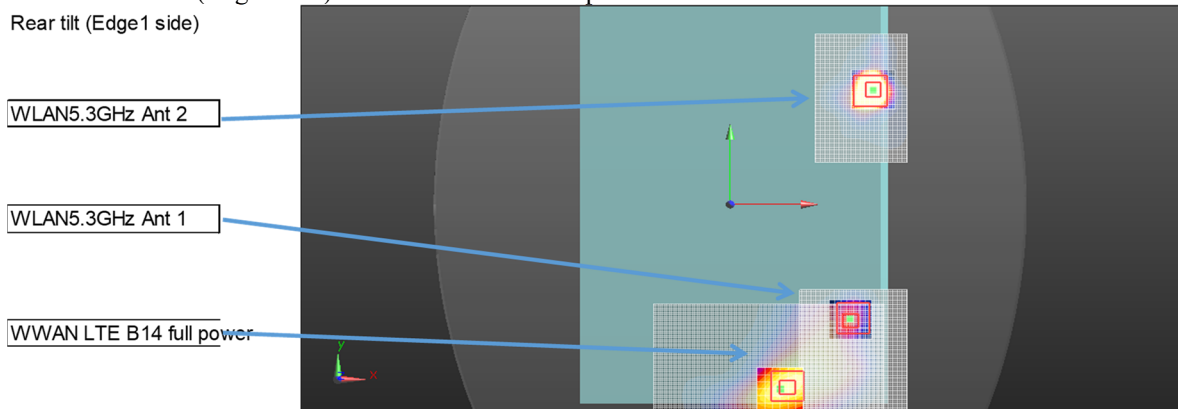 Rear tilt (Edge1 side)
WLAN5.3GHz Ant 2
WLAN5.3GHz Ant 1
WWAN LTE B14 full power
y
x